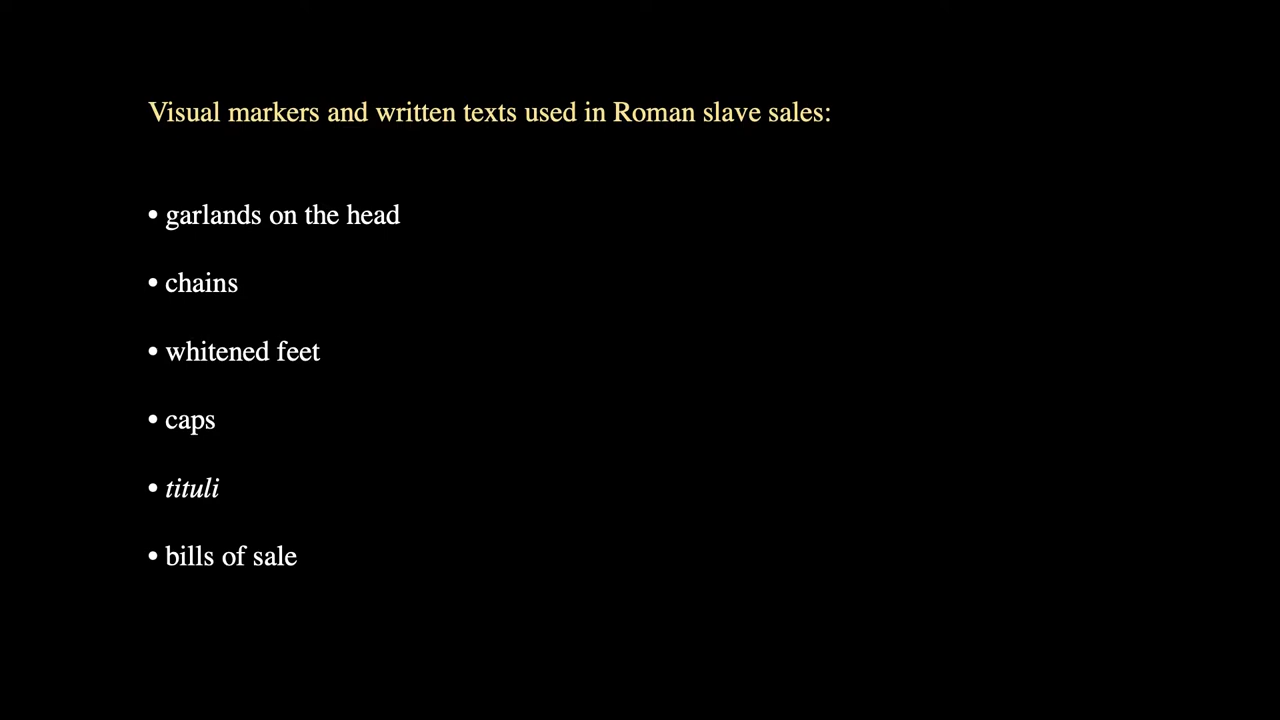 Visual markers and written texts used in Roman slave sales:
• garlands on the head
• chains
• whitened feet
• caps
• tituli
• bills of sale